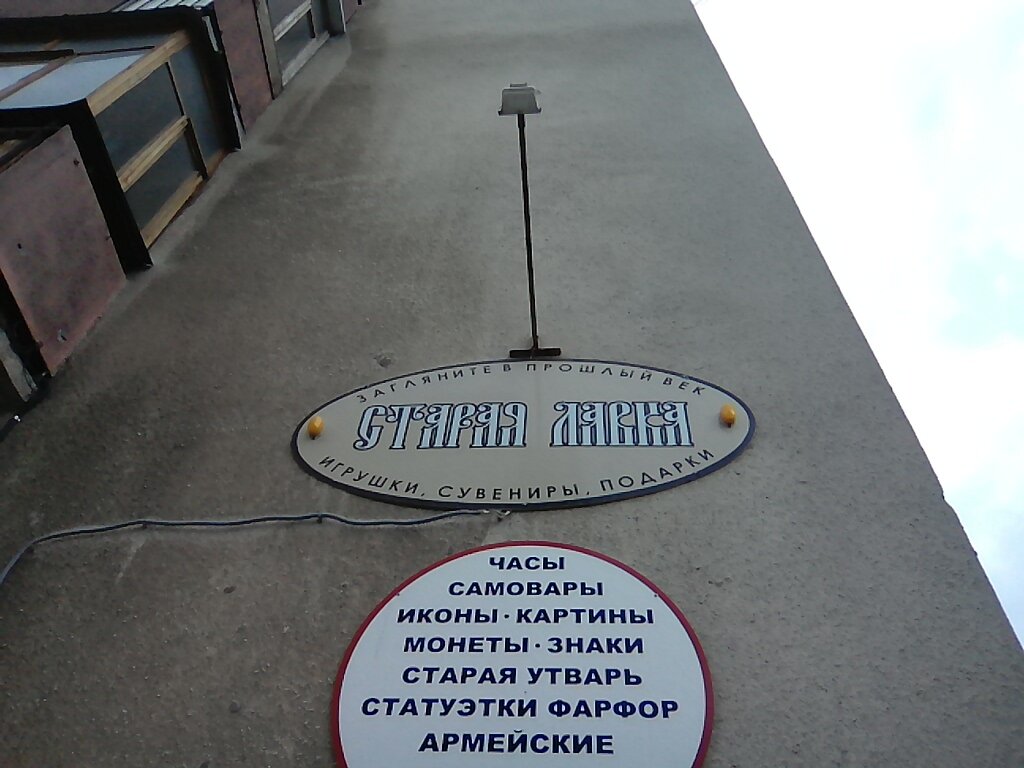 ЗАГЛЯНИТЕ В ПРОШЛЫЙ ВЕК
СТАРАЯ ЛАВКА
ИГРУШКИ, СУВЕНИРЫ, ПОДАРКИ
ЧАСЫ
САМОВАРЫ
ИКОНЫ · КАРТИНЫ
МОНЕТЫ · ЗНАКИ
СТАРАЯ УТВАРЬ
СТАТУЭТКИ ФАРФОР
АРМЕЙСКИЕ